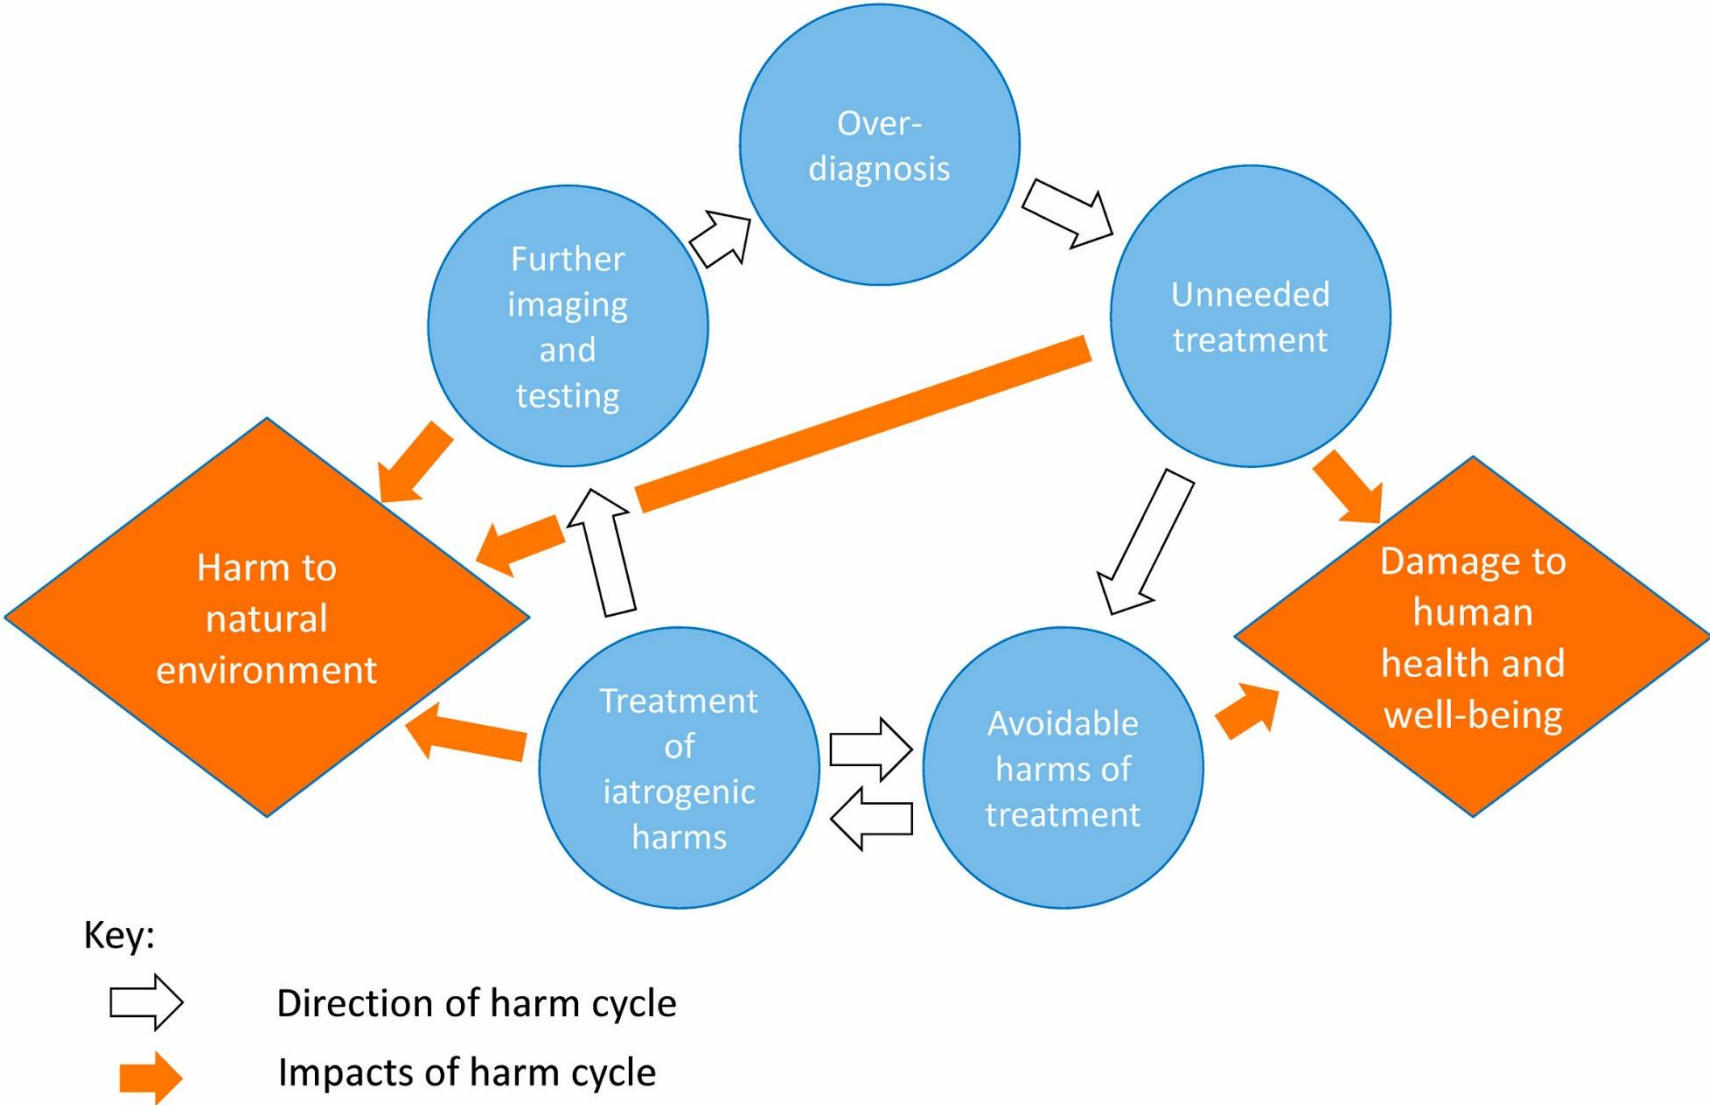 Over-
diagnosis
Further
imaging
and
testing
Unneeded
treatment
Harm to
natural
environment
Damage to
human
health and
well-being
Treatment
of
iatrogenic
harms
Avoidable
harms of
treatment
Key:
Direction of harm cycle
Impacts of harm cycle